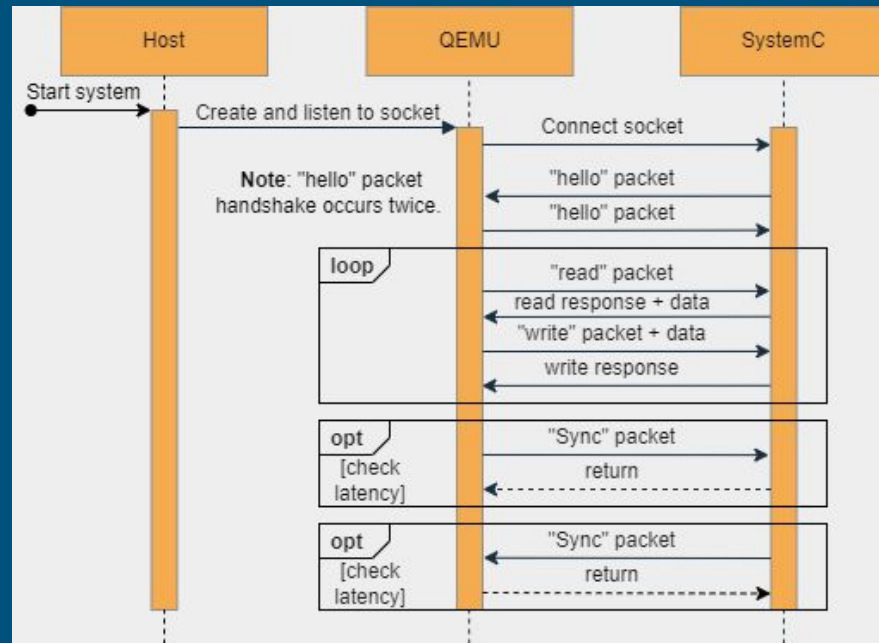 Host
QEMU
SystemC
Start system
Create and listen to socket
Connect socket
Note: "hello" packet
handshake occurs twice.
"hello" packet
"hello" packet
loop
"read" packet
read response + data
"write" packet + data
write response
opt
[check
latency]
"Sync" packet
return
opt
[check
latency]
"Sync" packet
return